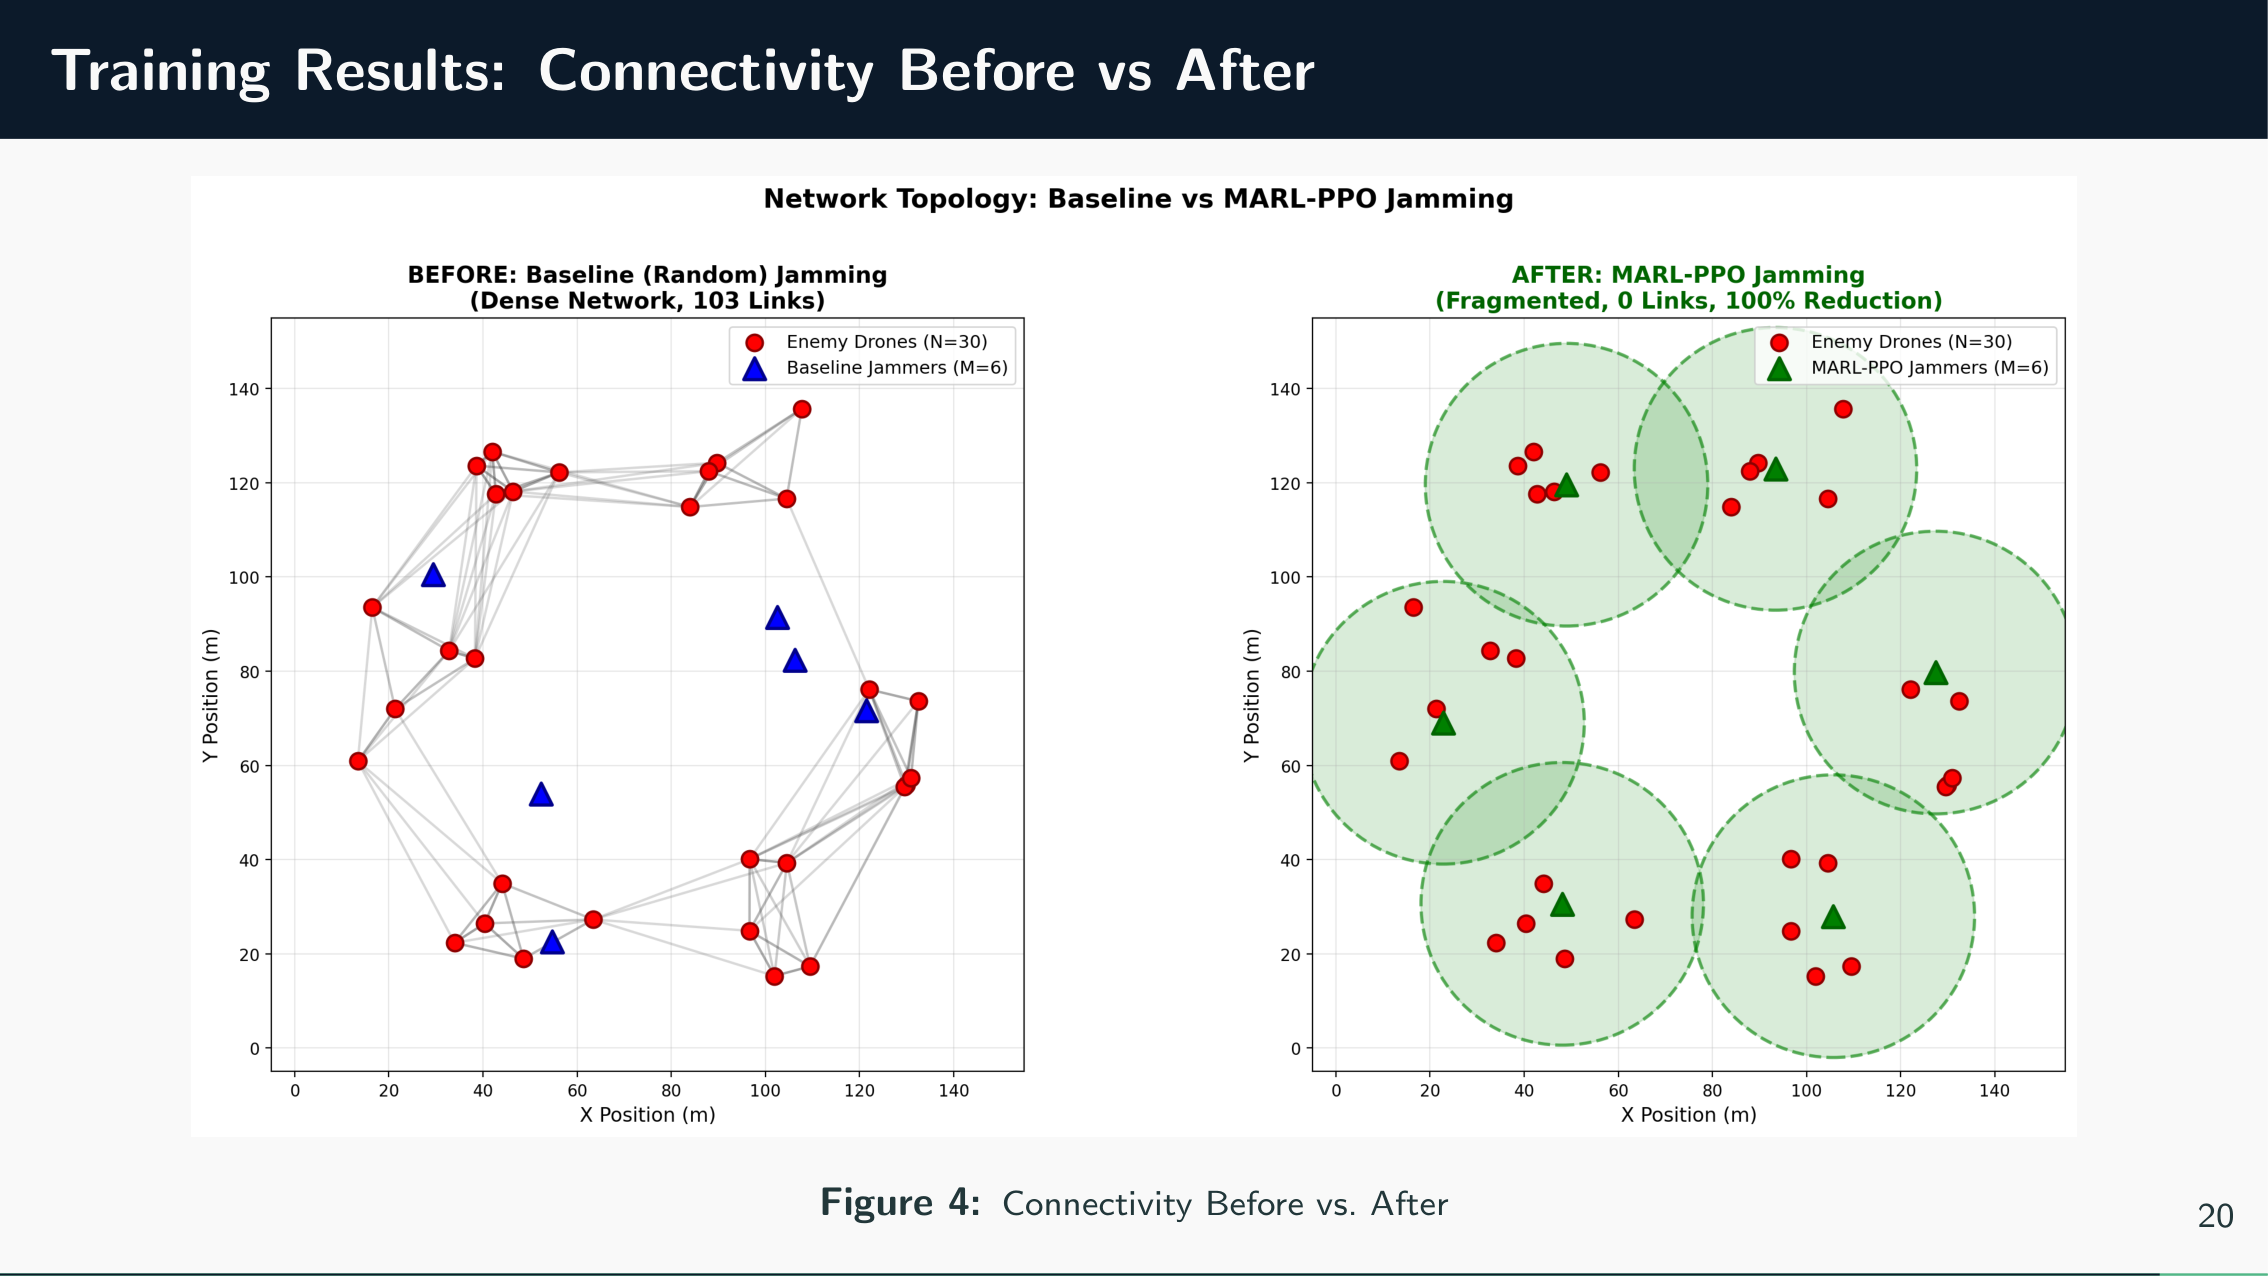 Training Results: Connectivity Before vs After
Network Topology: Baseline vs MARL-PPO Jamming
BEFORE: Baseline (Random) Jamming
(Dense Network, 103 Links)
Enemy Drones (N=30)
Baseline Jammers (M=6)
140
120
100
80
60
40
20
0
Y Position (m)
0 20 40 60 80 100 120 140
X Position (m)
AFTER: MARL-PPO Jamming
(Fragmented, 0 Links, 100% Reduction)
Enemy Drones (N=30)
MARL-PPO Jammers (M=6)
140
120
100
80
60
40
20
0
Y Position (m)
0 20 40 60 80 100 120 140
X Position (m)
Figure 4: Connectivity Before vs. After
20